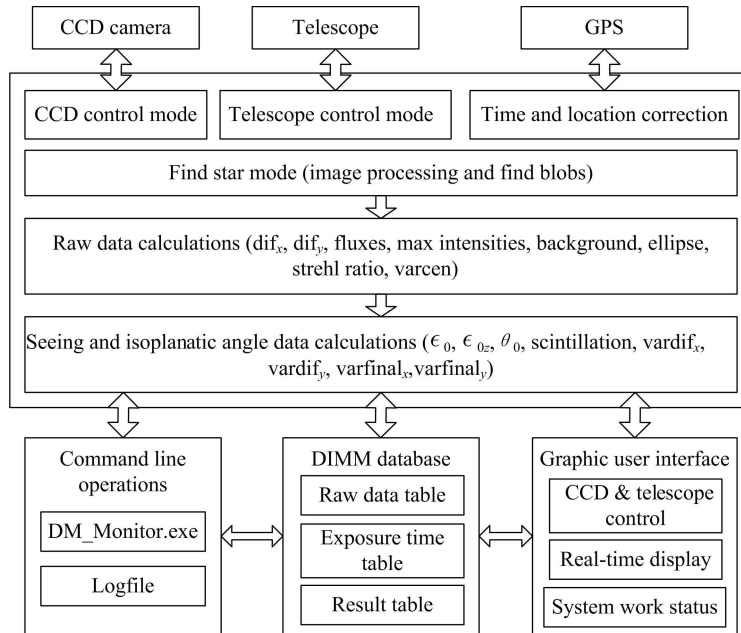 CCD camera
Telescope
GPS
CCD control mode
Telescope control mode
Time and location correction
Find star mode (image processing and find blobs)
Raw data calculations (difx, dify, fluxes, max intensities, background, ellipse,
strehl ratio, varcen)
Seeing and isoplanatic angle data calculations (ϵ0, ϵ0z, θ0, scintillation, vardifx,
vardify, varfinalx,varfinaly)
Command line
operations
DM_Monitor.exe
Logfile
DIMM database
Raw data table
Exposure time
table
Result table
Graphic user interface
CCD & telescope
control
Real-time display
System work status